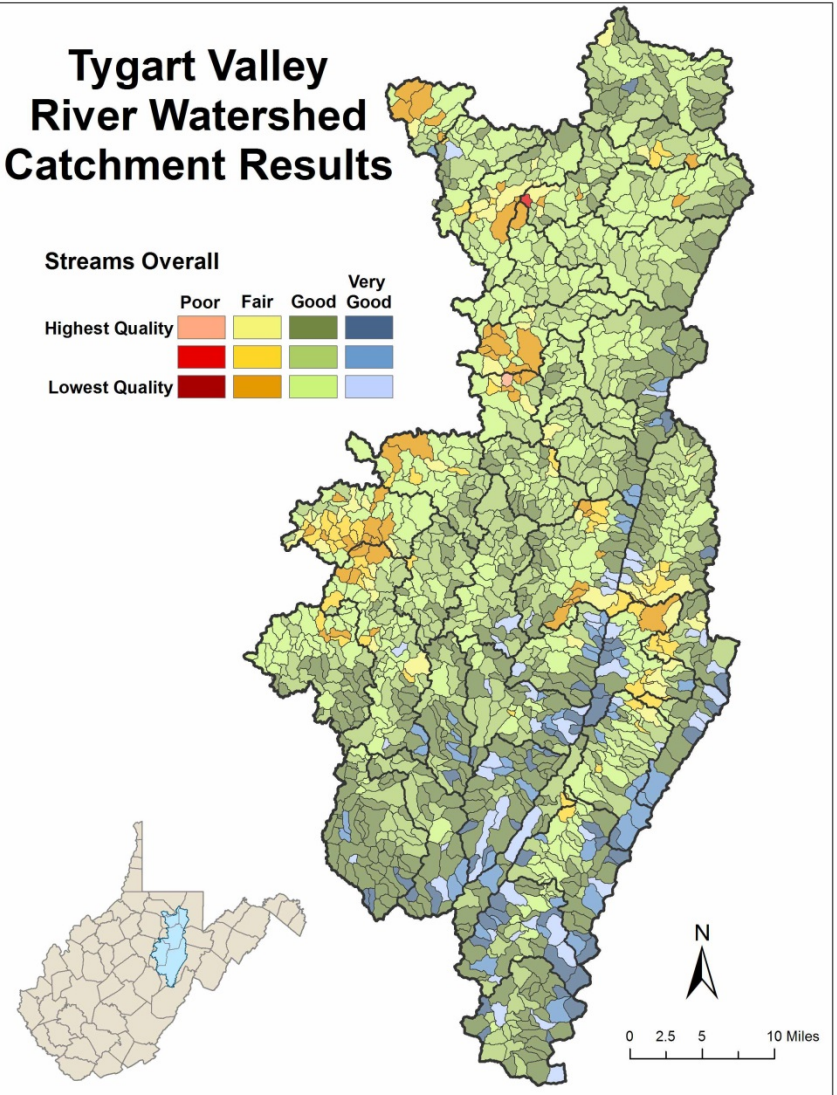 Tygart Valley
River Watershed
Catchment Results
Streams Overall
Poor Fair Good Very Good
Highest Quality
Lowest Quality
N
0 2.5 5 10 Miles